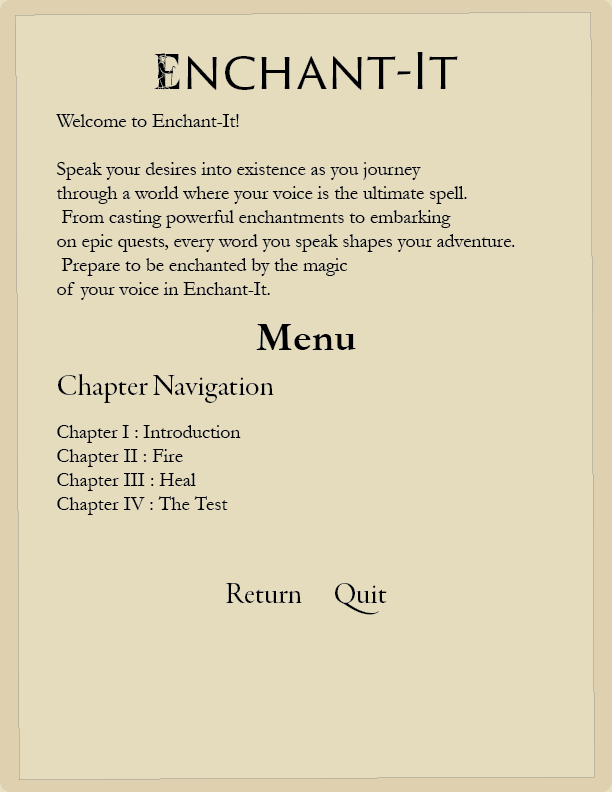 Enchant-It
Welcome to Enchant-It!
Speak your desires into existence as you journey
through a world where your voice is the ultimate spell.
From casting powerful enchantments to embarking
on epic quests, every word you speak shapes your adventure.
Prepare to be enchanted by the magic
of your voice in Enchant-It.
Menu
Chapter Navigation
Chapter I : Introduction
Chapter II : Fire
Chapter III : Heal
Chapter IV : The Test
Return Quit